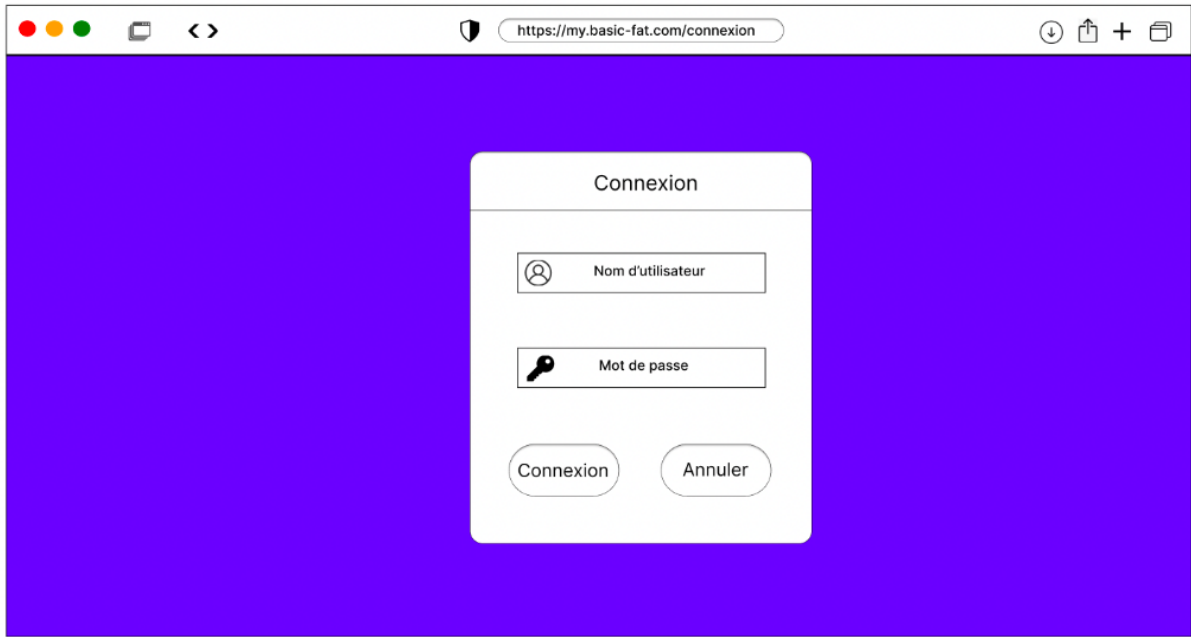 https://my.basic-fat.com/connexion
Connexion
Nom d’utilisateur
Mot de passe
Connexion Annuler